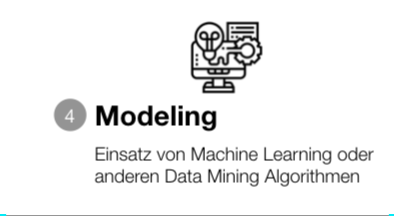 4 Modeling
Einsatz von Machine Learning oder
anderen Data Mining Algorithmen